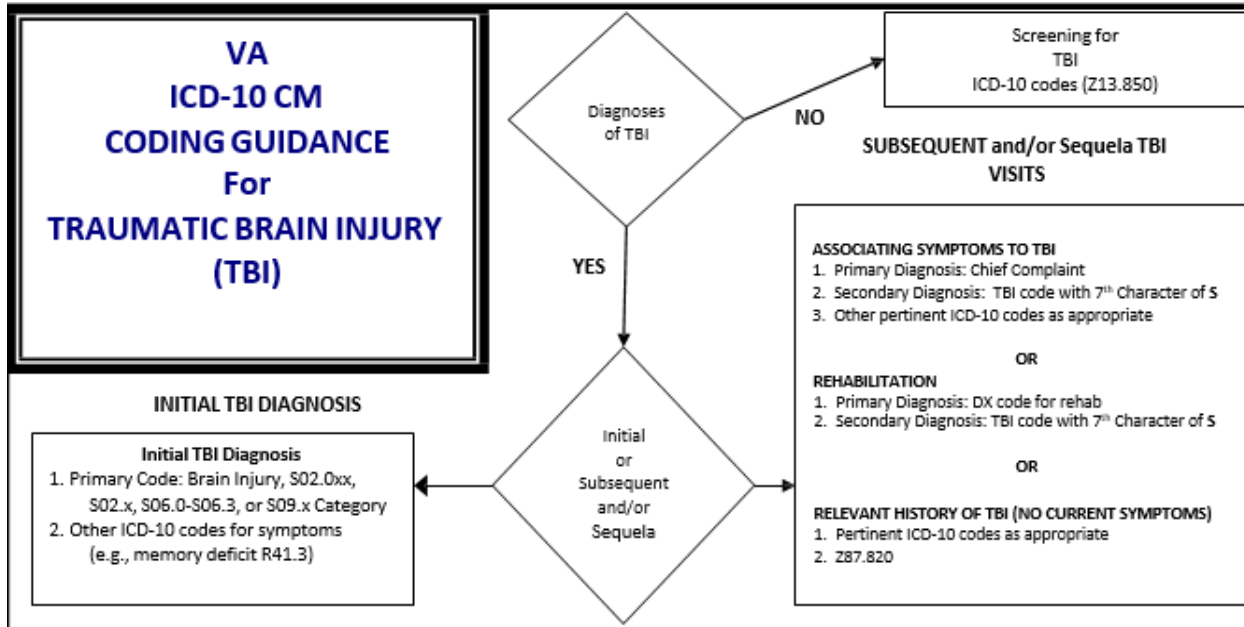 VA
ICD-10 CM
CODING GUIDANCE
For
TRAUMATIC BRAIN INJURY
(TBI)
Diagnoses
of TBI
NO
Screening for
TBI
ICD-10 codes (Z13.850)
YES
SUBSEQUENT and/or Sequela TBI
VISITS
ASSOCIATING SYMPTOMS TO TBI
1. Primary Diagnosis: Chief Complaint
2. Secondary Diagnosis: TBI code with 7th Character of S
3. Other pertinent ICD-10 codes as appropriate
OR
REHABILITATION
1. Primary Diagnosis: DX code for rehab
2. Secondary Diagnosis: TBI code with 7th Character of S
OR
RELEVANT HISTORY OF TBI (NO CURRENT SYMPTOMS)
1. Pertinent ICD-10 codes as appropriate
2. Z87.820
Initial
or
Subsequent
and/or
Sequela
INITIAL TBI DIAGNOSIS
Initial TBI Diagnosis
1. Primary Code: Brain Injury, S02.0xx,
S02.x, S06.0-S06.3, or S09.x Category
2. Other ICD-10 codes for symptoms
(e.g., memory deficit R41.3)